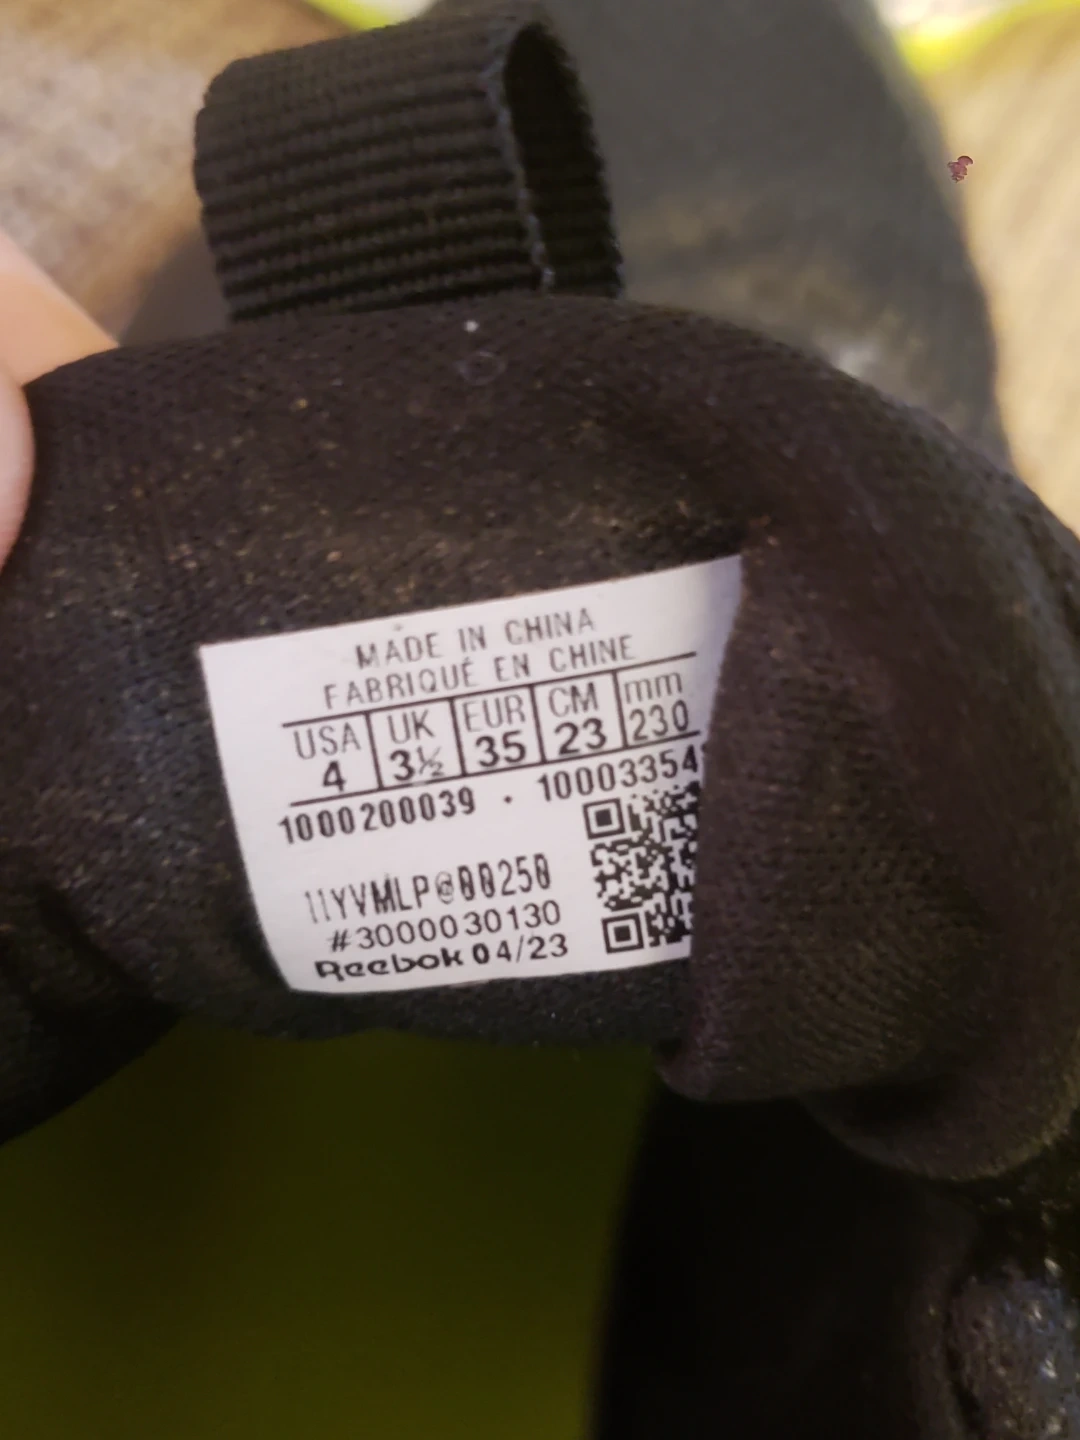 MADE IN CHINA
FABRIQUÉ EN CHINE
USA UK EUR CM mm
4 3½ 35 23 230
1000200039 · 10003354
11YVMLP@00250
#3000030130
Reebok 04/23